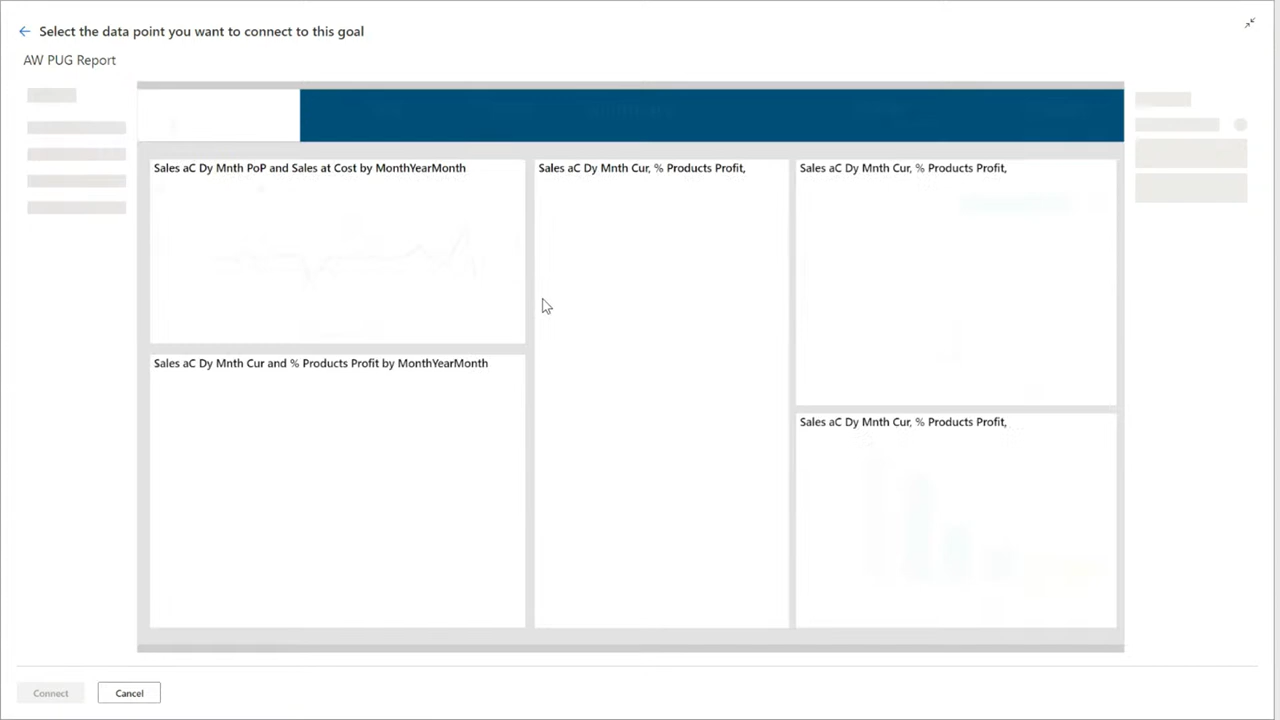 Select the data point you want to connect to this goal
AW PUG Report
Sales aC Dy Mnth PoP and Sales at Cost by MonthYearMonth
Sales aC Dy Mnth Cur, % Products Profit,
Sales aC Dy Mnth Cur, % Products Profit,
Sales aC Dy Mnth Cur and % Products Profit by MonthYearMonth
Sales aC Dy Mnth Cur, % Products Profit,
Connect
Cancel